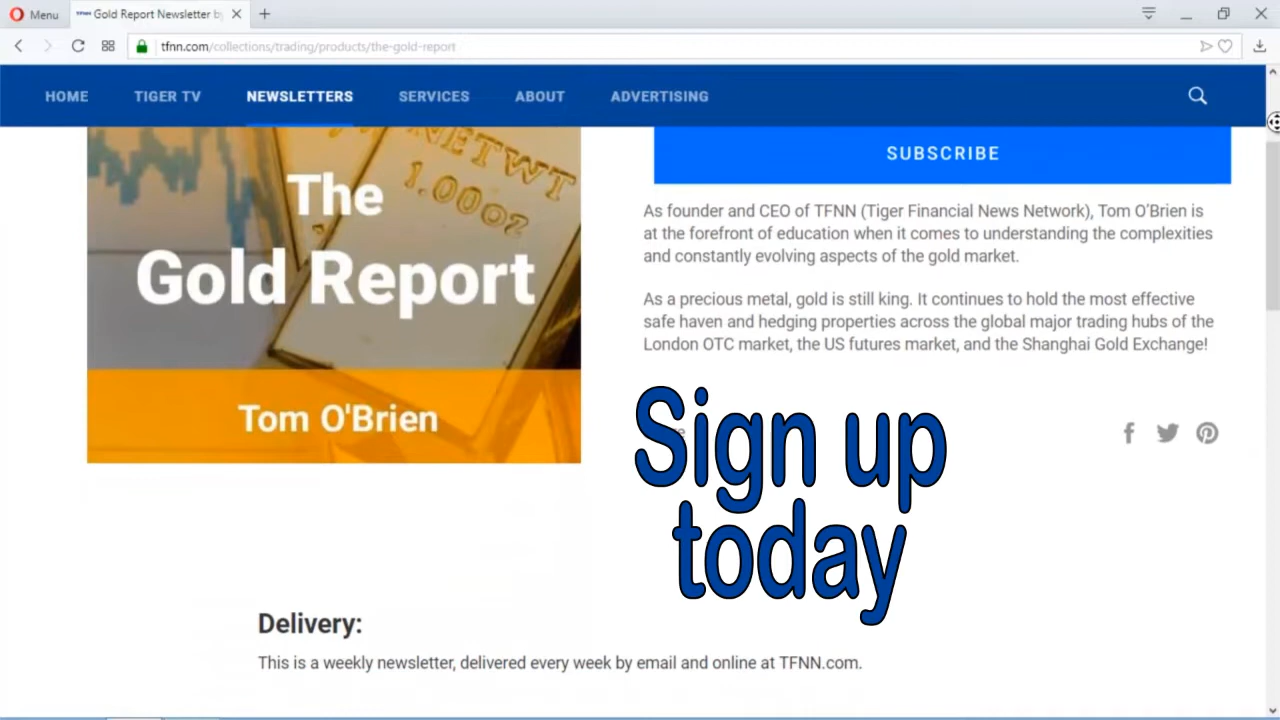 Menu
TFNN Gold Report Newsletter by
tfnn.com/collections/trading/products/the-gold-report
HOME
TIGER TV
NEWSLETTERS
SERVICES
ABOUT
ADVERTISING
NETWT
1.00OZ
The
Gold Report
Tom O'Brien
SUBSCRIBE
As founder and CEO of TFNN (Tiger Financial News Network), Tom O'Brien is
at the forefront of education when it comes to understanding the complexities
and constantly evolving aspects of the gold market.
As a precious metal, gold is still king. It continues to hold the most effective
safe haven and hedging properties across the global major trading hubs of the
London OTC market, the US futures market, and the Shanghai Gold Exchange!
Sign up
today
Delivery:
This is a weekly newsletter, delivered every week by email and online at TFNN.com.